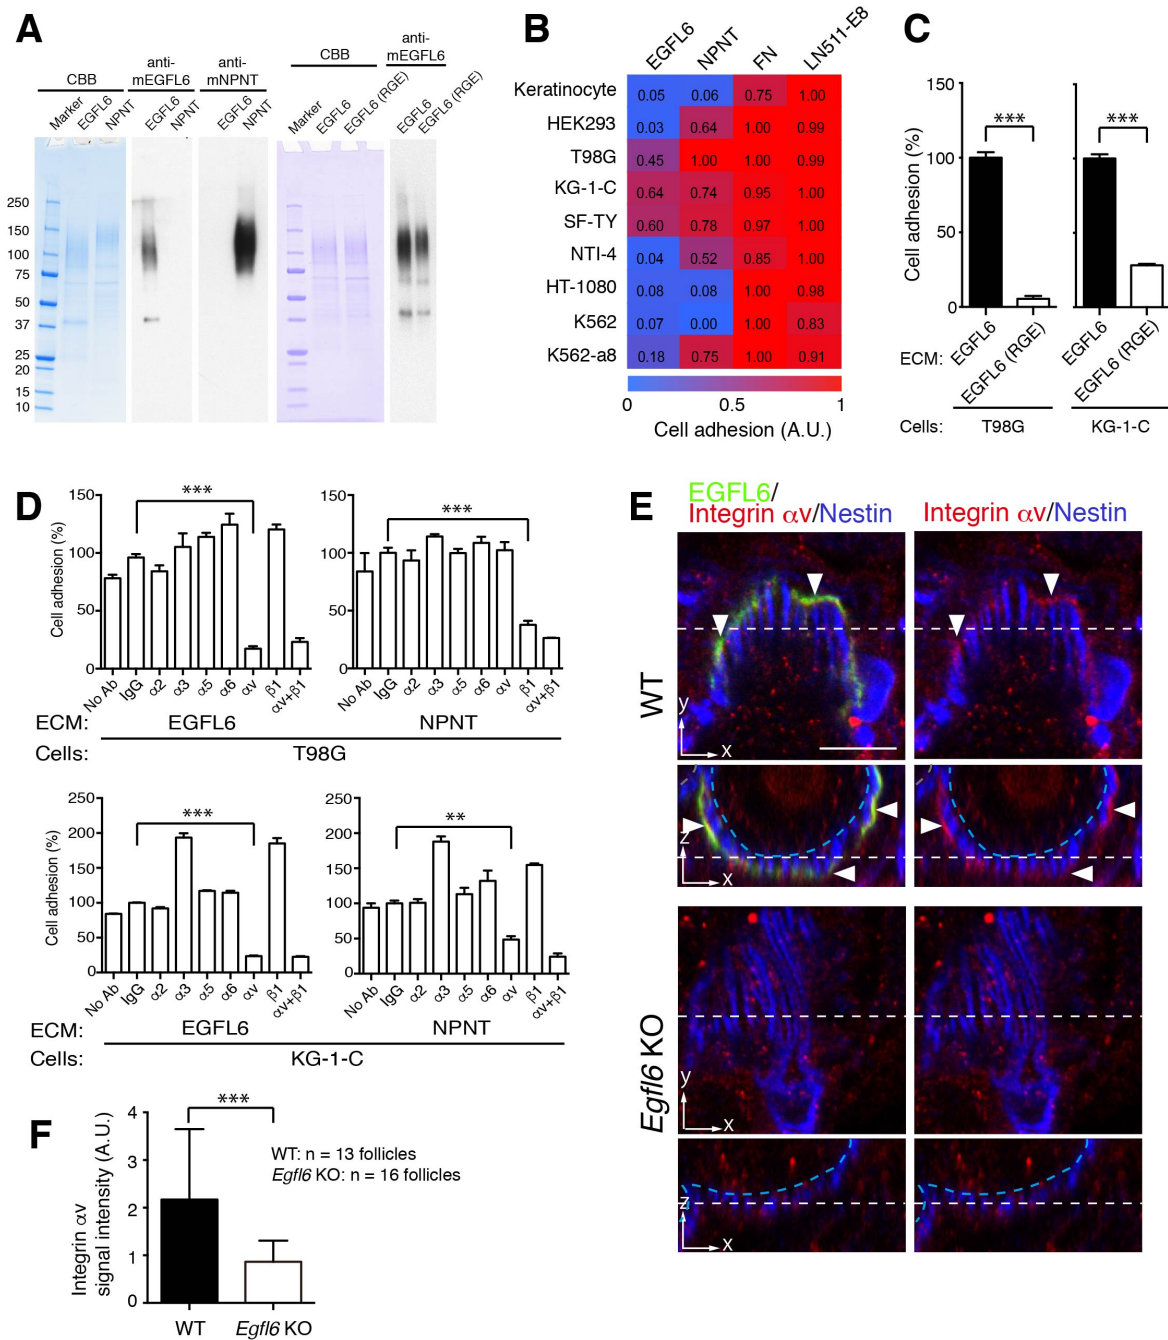 A
CBB
anti-
mEGFL6
anti-
mNPNT
CBB
anti-
mEGFL6
Marker
EGFL6
NPNT
EGFL6
NPNT
EGFL6
NPNT
Marker
EGFL6
EGFL6 (RGE)
EGFL6
EGFL6 (RGE)
250
150
100
75
50
37
25
20
15
10
B
EGFL6 NPNT FN LN511-E8
Keratinocyte 0.05 0.06 0.75 1.00
HEK293 0.03 0.64 1.00 0.99
T98G 0.45 1.00 1.00 0.99
KG-1-C 0.64 0.74 0.95 1.00
SF-TY 0.60 0.78 0.97 1.00
NTI-4 0.04 0.52 0.85 1.00
HT-1080 0.08 0.08 1.00 0.98
K562 0.07 0.00 1.00 0.83
K562-a8 0.18 0.75 1.00 0.91
0 0.5 1
Cell adhesion (A.U.)
C
Cell adhesion (%)
150
100
50
0
*** ***
ECM: EGFL6 EGFL6 (RGE) EGFL6 EGFL6 (RGE)
Cells: T98G KG-1-C
D
Cell adhesion (%)
150
100
50
0
***
No Ab IgG α2 α3 α5 α6 αv β1 αv+β1
150
100
50
0
***
No Ab IgG α2 α3 α5 α6 αv β1 αv+β1
ECM: EGFL6 NPNT
Cells: T98G
Cell adhesion (%)
250
200
150
100
50
0
***
No Ab IgG α2 α3 α5 α6 αv β1 αv+β1
250
200
150
100
50
0
**
No Ab IgG α2 α3 α5 α6 αv β1 αv+β1
ECM: EGFL6 NPNT
Cells: KG-1-C
E
EGFL6/
Integrin αv/Nestin Integrin αv/Nestin
WT
y
x
z
x
Egfl6 KO
y
x
z
x
F
Integrin αv
signal intensity (A.U.)
4
3
2
1
0
***
WT: n = 13 follicles
Egfl6 KO: n = 16 follicles
WT Egfl6 KO